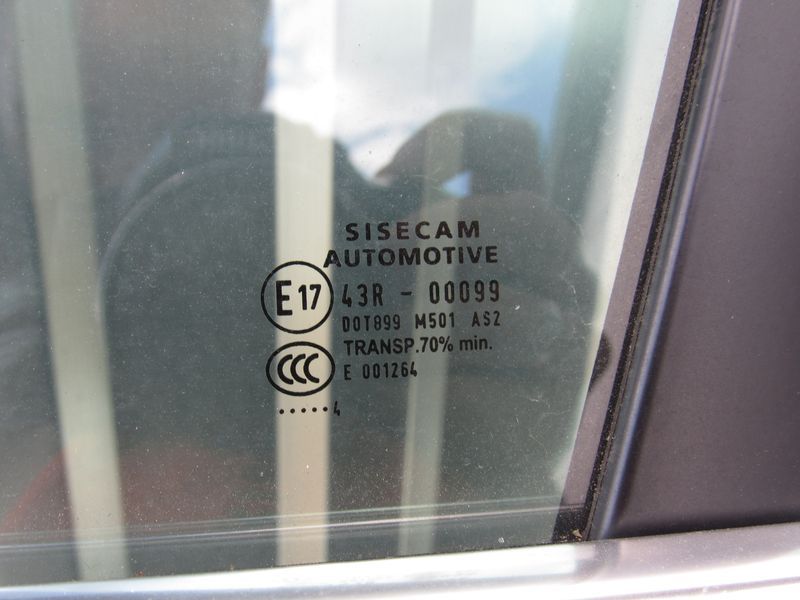 SISECAM
AUTOMOTIVE
E17 43R - 00099
DOT899 M501 AS2
TRANSP.70% min.
CCC E 001264
.....4